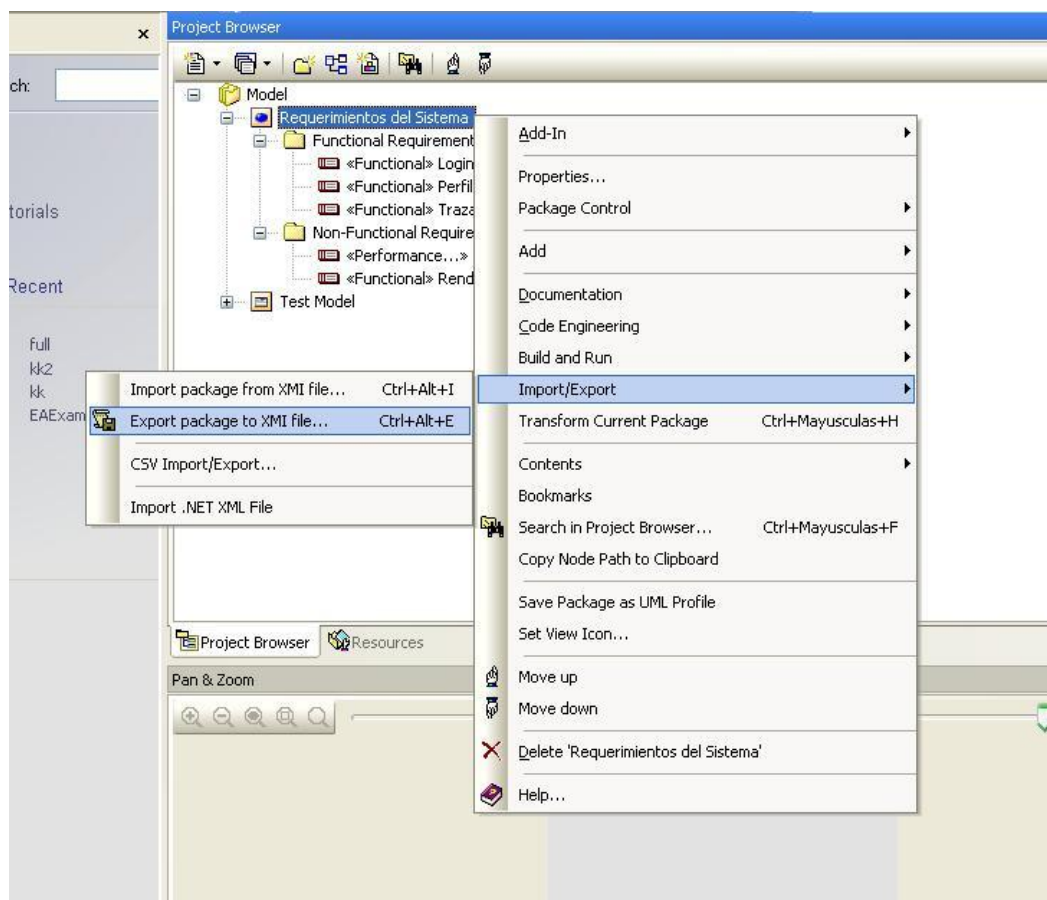 Project Browser
ch:
Model
Requerimientos del Sistema
Functional Requirement
«Functional» Login
«Functional» Perfil
«Functional» Traza
Non-Functional Require
«Performance...»
«Functional» Rend
Test Model
torials
Recent
full
kk2
kk
EAExam
Import package from XMI file... Ctrl+Alt+I
Export package to XMI file... Ctrl+Alt+E
CSV Import/Export...
Import .NET XML File
Add-In
Properties...
Package Control
Add
Documentation
Code Engineering
Build and Run
Import/Export
Transform Current Package Ctrl+Mayusculas+H
Contents
Bookmarks
Search in Project Browser... Ctrl+Mayusculas+F
Copy Node Path to Clipboard
Save Package as UML Profile
Set View Icon...
Move up
Move down
Delete 'Requerimientos del Sistema'
Help...
Project Browser Resources
Pan & Zoom